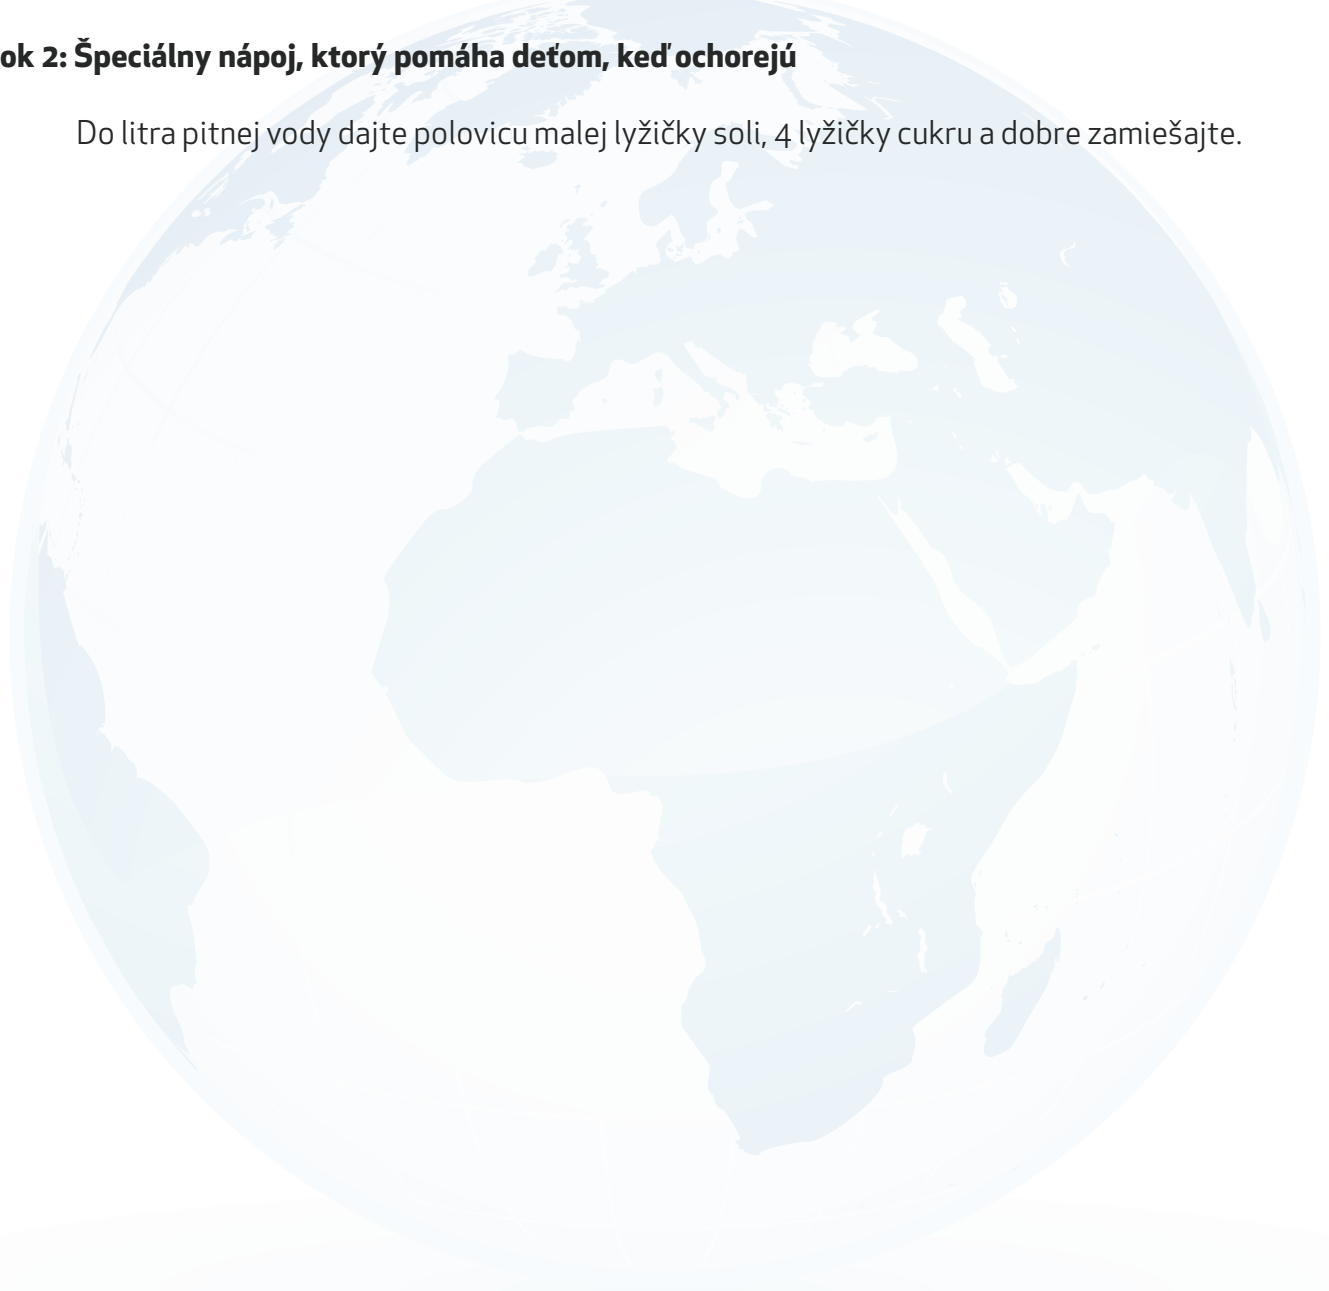 ok 2: Špeciálny nápoj, ktorý pomáha deťom, keď ochorejú
Do litra pitnej vody dajte polovicu malej lyžičky soli, 4 lyžičky cukru a dobre zamiešajte.